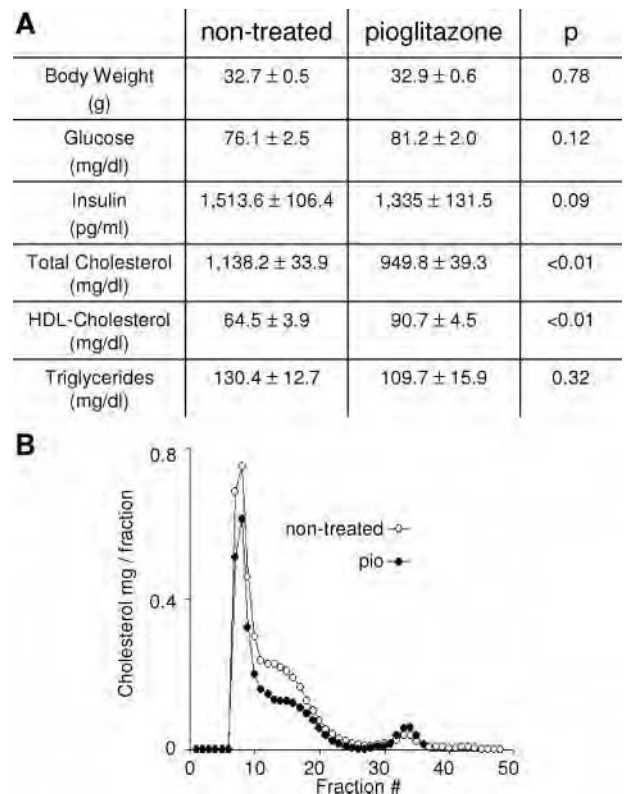 A
non-treated pioglitazone p
Body Weight 32.7 ± 0.5 32.9 ± 0.6 0.78
(g)
Glucose 76.1 ± 2.5 81.2 ± 2.0 0.12
(mg/dl)
Insulin 1,513.6 ± 106.4 1,335 ± 131.5 0.09
(pg/ml)
Total Cholesterol 1,138.2 ± 33.9 949.8 ± 39.3 <0.01
(mg/dl)
HDL-Cholesterol 64.5 ± 3.9 90.7 ± 4.5 <0.01
(mg/dl)
Triglycerides 130.4 ± 12.7 109.7 ± 15.9 0.32
(mg/dl)
B
Cholesterol mg / fraction
0.8
0.4
0
non-treated
pio
0 10 20 30 40 50
Fraction #